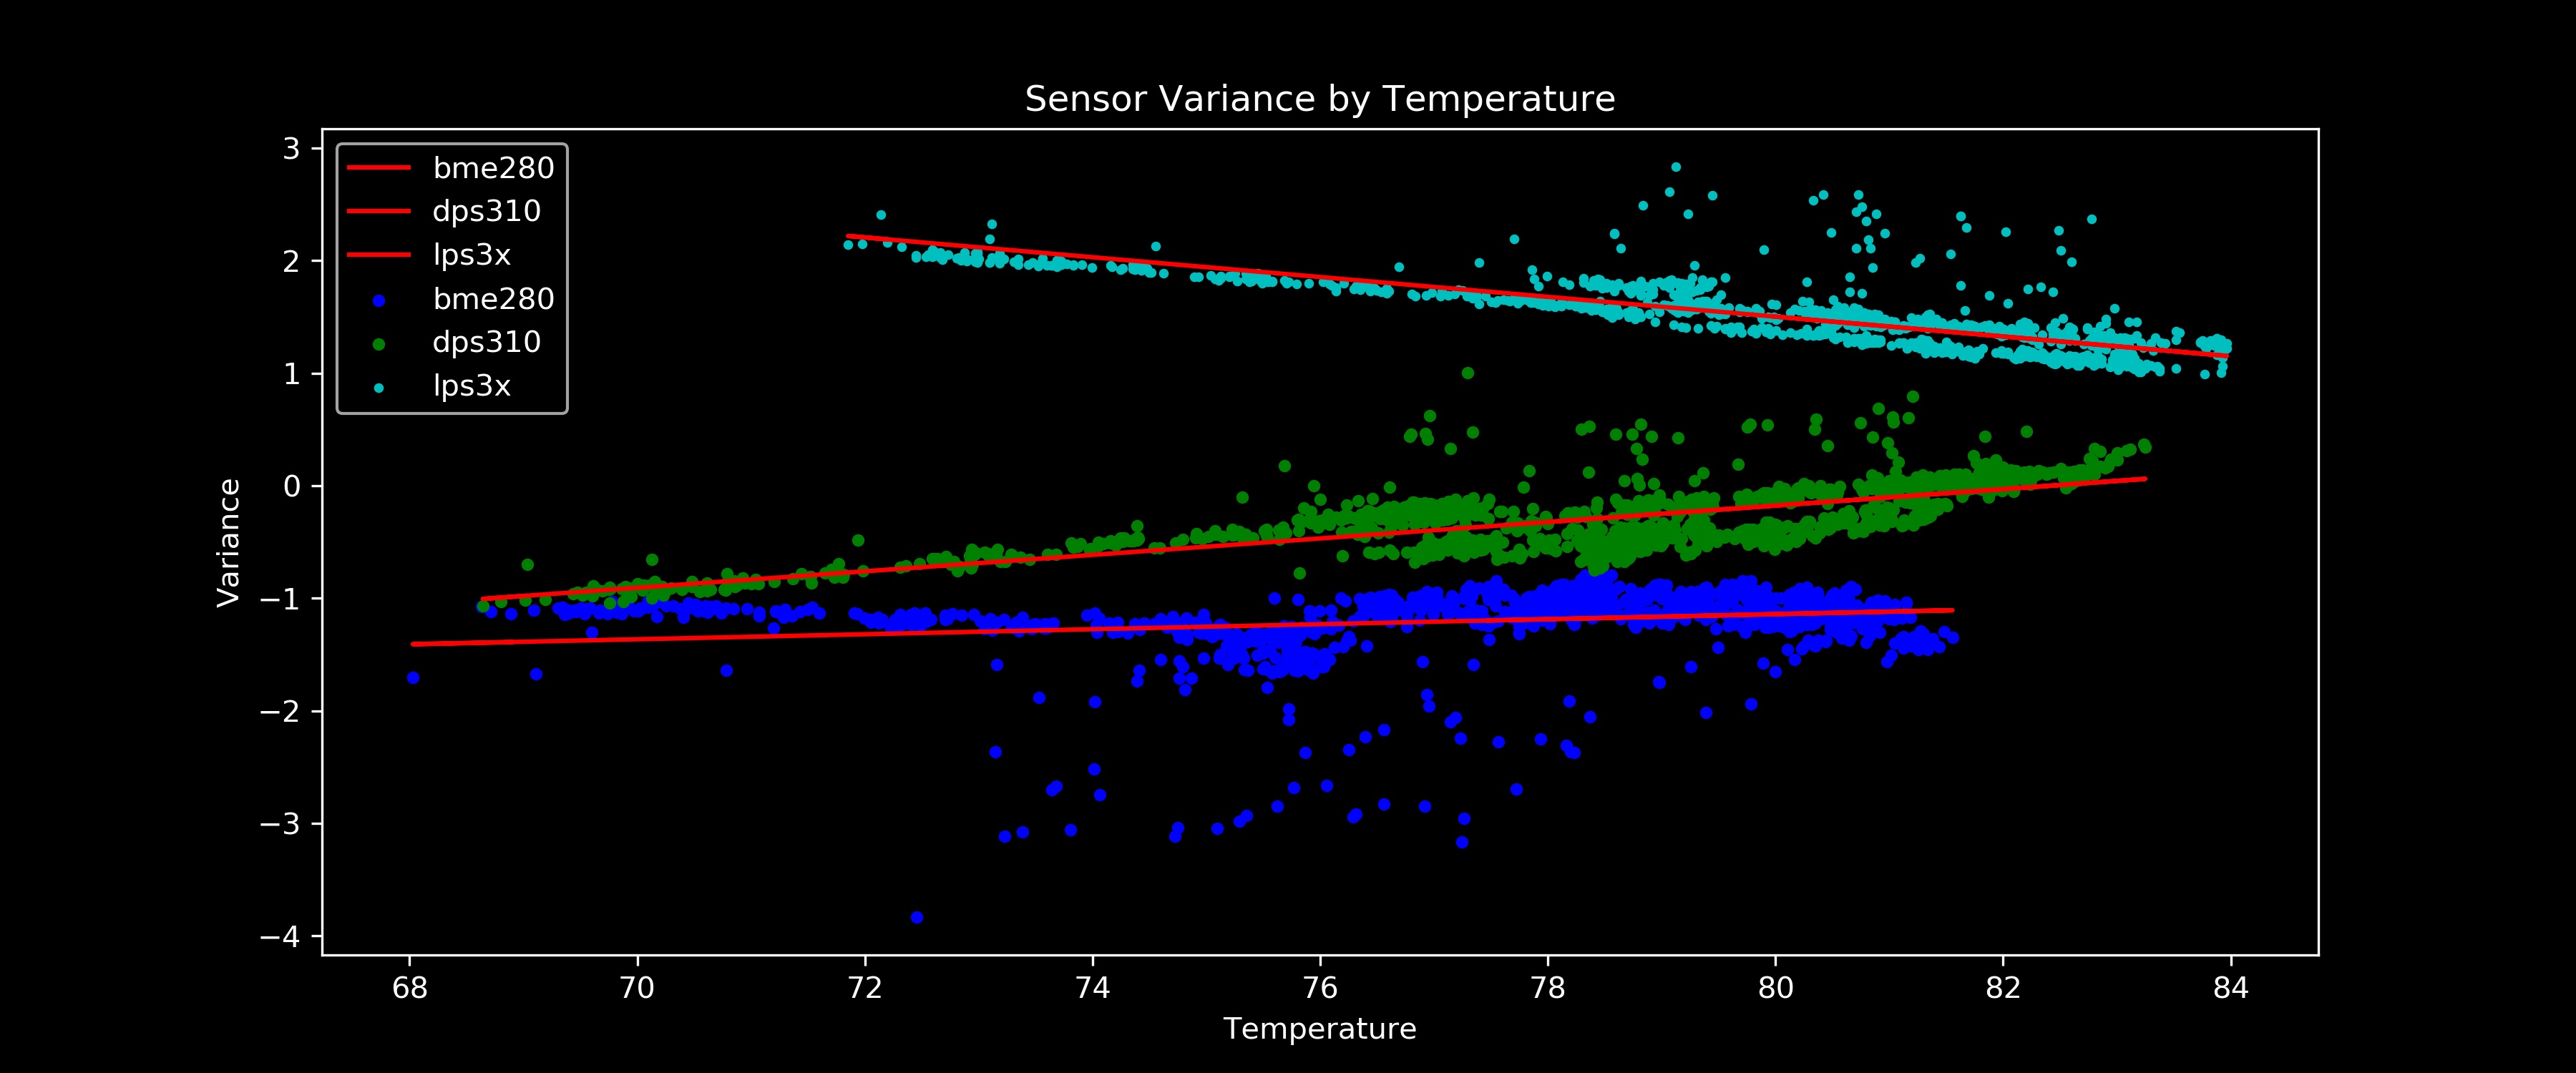 Sensor Variance by Temperature
bme280
dps310
lps3x
bme280
dps310
lps3x
3
2
1
0
−1
−2
−3
−4
Variance
68 70 72 74 76 78 80 82 84
Temperature